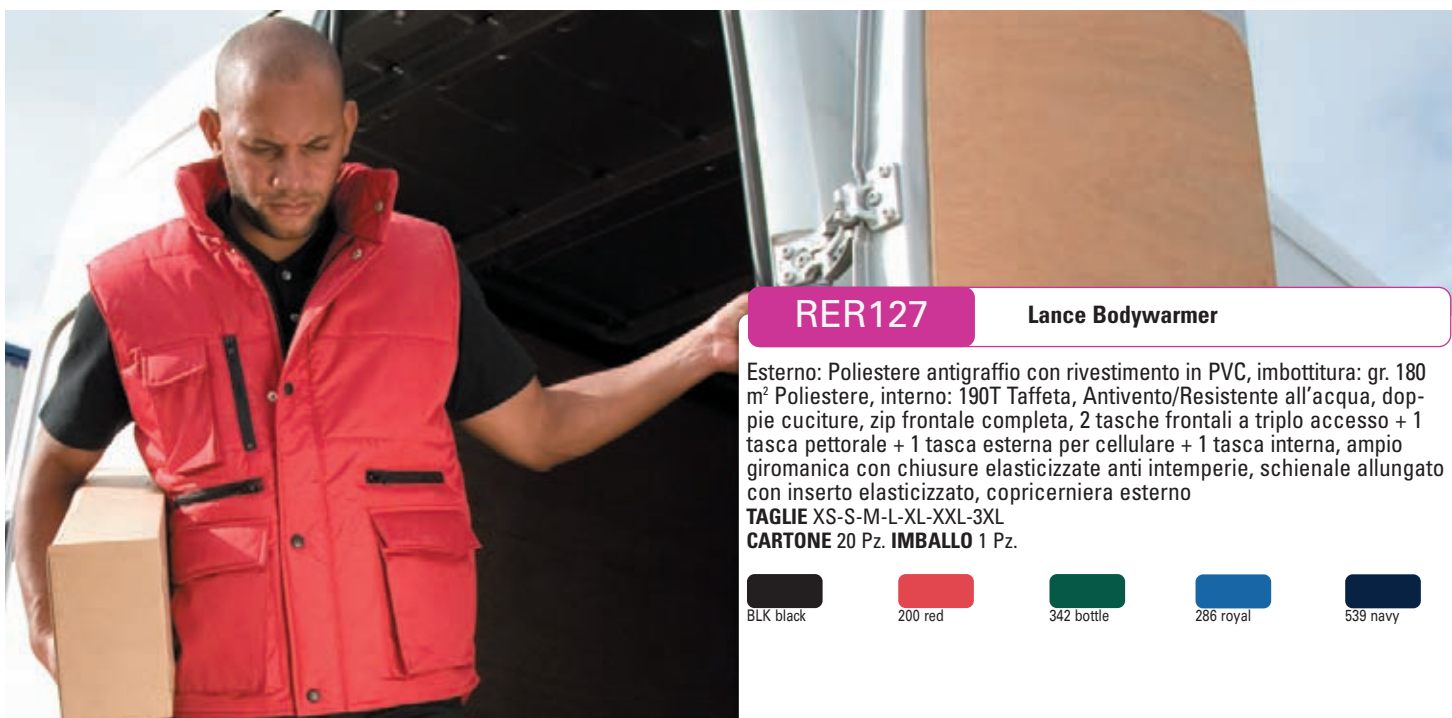 RER127
Lance Bodywarmer
Esterno: Poliestere antigraffio con rivestimento in PVC, imbottitura: gr. 180
m² Poliestere, interno: 190T Taffeta, Antivento/Resistente all'acqua, dop-
pie cuciture, zip frontale completa, 2 tasche frontali a triplo accesso + 1
tasca pettorale + 1 tasca esterna per cellulare + 1 tasca interna, ampio
giromanica con chiusure elasticizzate anti intemperie, schienale allungato
con inserto elasticizzato, copricerniera esterno
TAGLIE XS-S-M-L-XL-XXL-3XL
CARTONE 20 Pz. IMBALLO 1 Pz.
BLK black 200 red 342 bottle 286 royal 539 navy